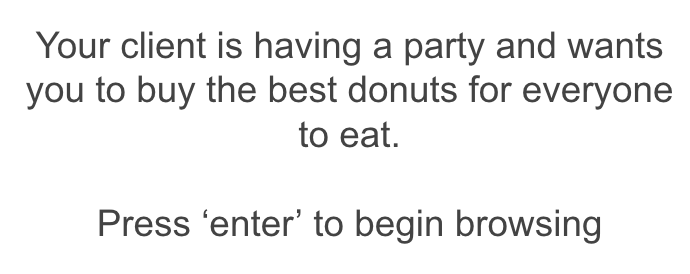 Your client is having a party and wants
you to buy the best donuts for everyone
to eat.
Press ‘enter’ to begin browsing